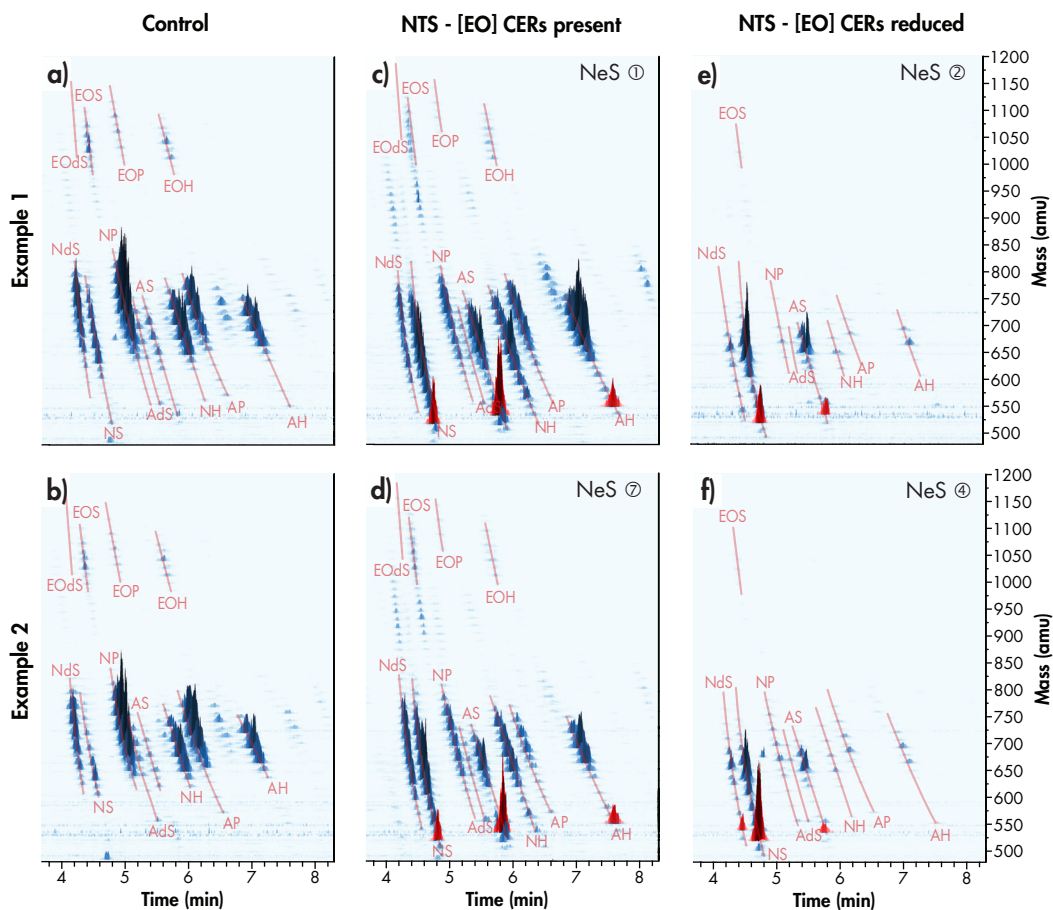 Control
NTS - [EO] CERs present
NTS - [EO] CERs reduced
Example 1
a)
EOS
EOdS
EOP
EOH
NdS
NP
AS
NS
AdS
NH
AP
AH
c)
NeS ①
EOS
EOdS
EOP
EOH
NdS
NP
AS
NS
AdS
NH
AP
AH
e)
NeS ②
EOS
NdS
NP
AS
AdS
NH
AP
AH
NS
1200
1150
1100
1050
1000
950
900
850
800
750
700
650
600
550
500
Mass (amu)
Example 2
b)
EOS
EOdS
EOP
EOH
NdS
NP
AS
NS
AdS
NH
AP
AH
d)
NeS ⑦
EOS
EOdS
EOP
EOH
NdS
NP
AS
NS
AdS
NH
AP
AH
f)
NeS ④
EOS
NdS
NP
AS
NS
AdS
NH
AP
AH
1200
1150
1100
1050
1000
950
900
850
800
750
700
650
600
550
500
Mass (amu)
4 5 6 7 8
4 5 6 7 8
4 5 6 7 8
Time (min)
Time (min)
Time (min)